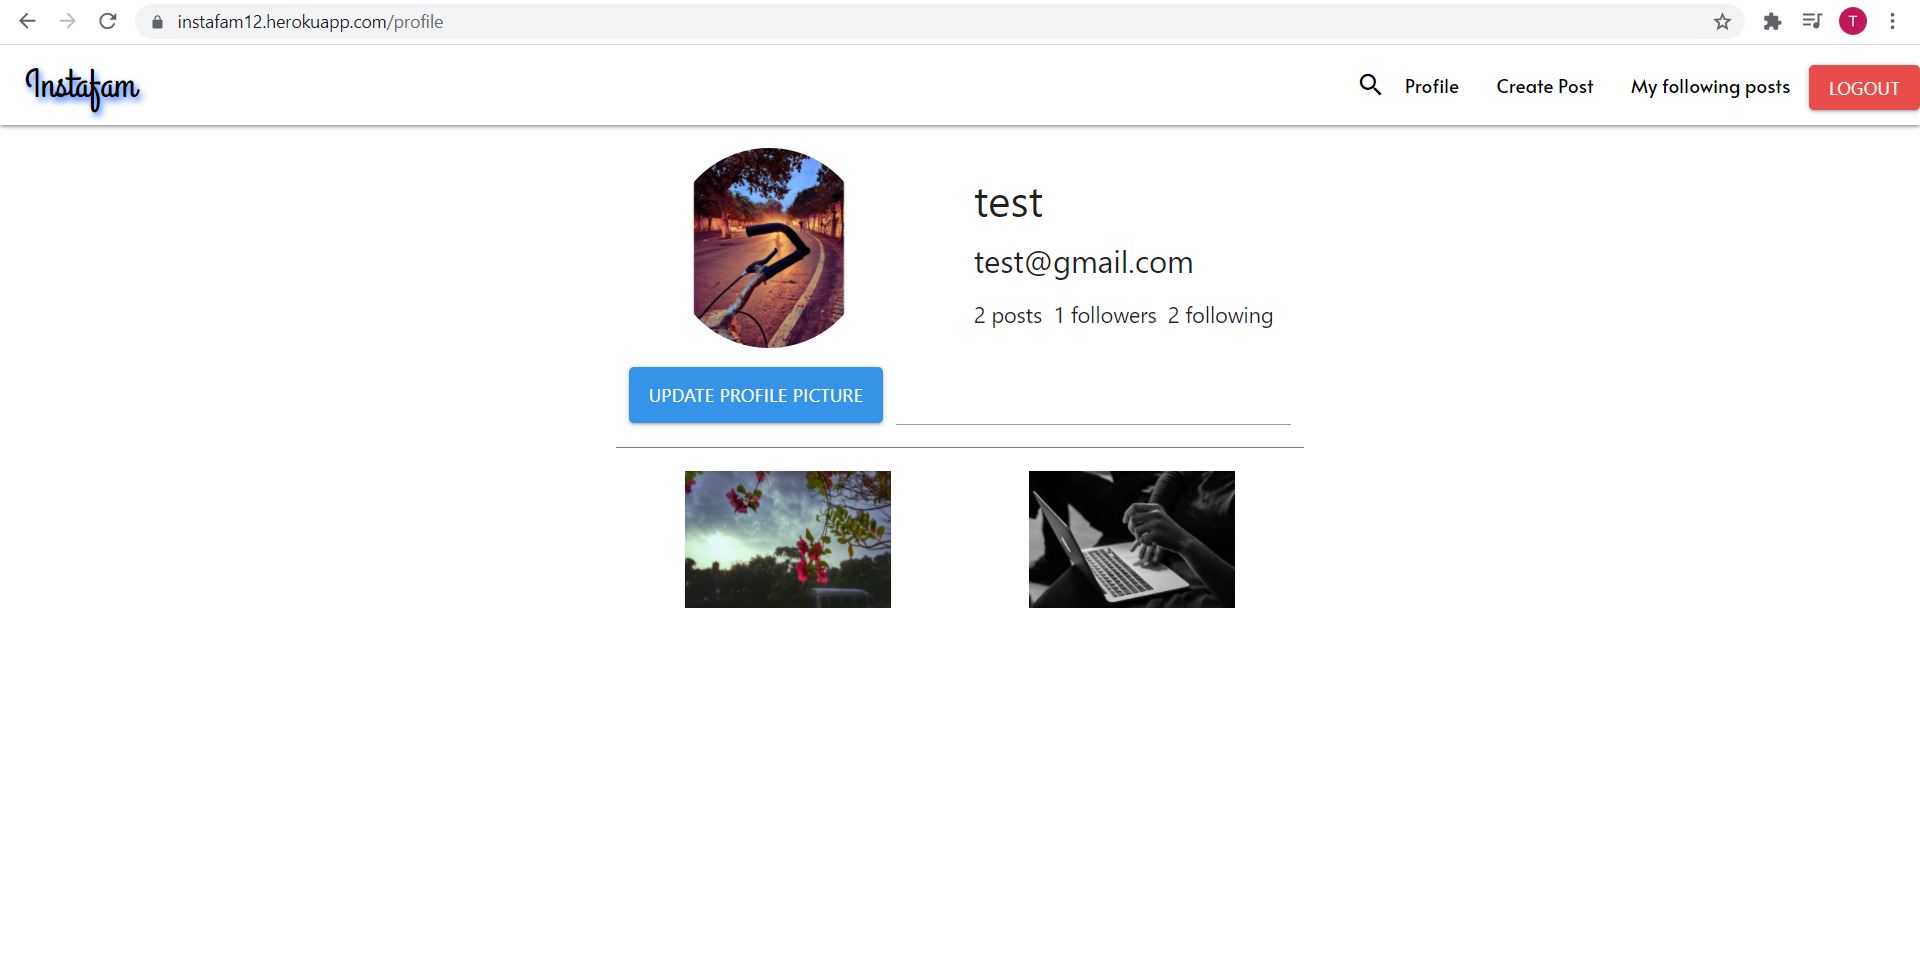 instafam12.herokuapp.com/profile
T
Instafam
Profile Create Post My following posts LOGOUT
test
test@gmail.com
2 posts 1 followers 2 following
UPDATE PROFILE PICTURE